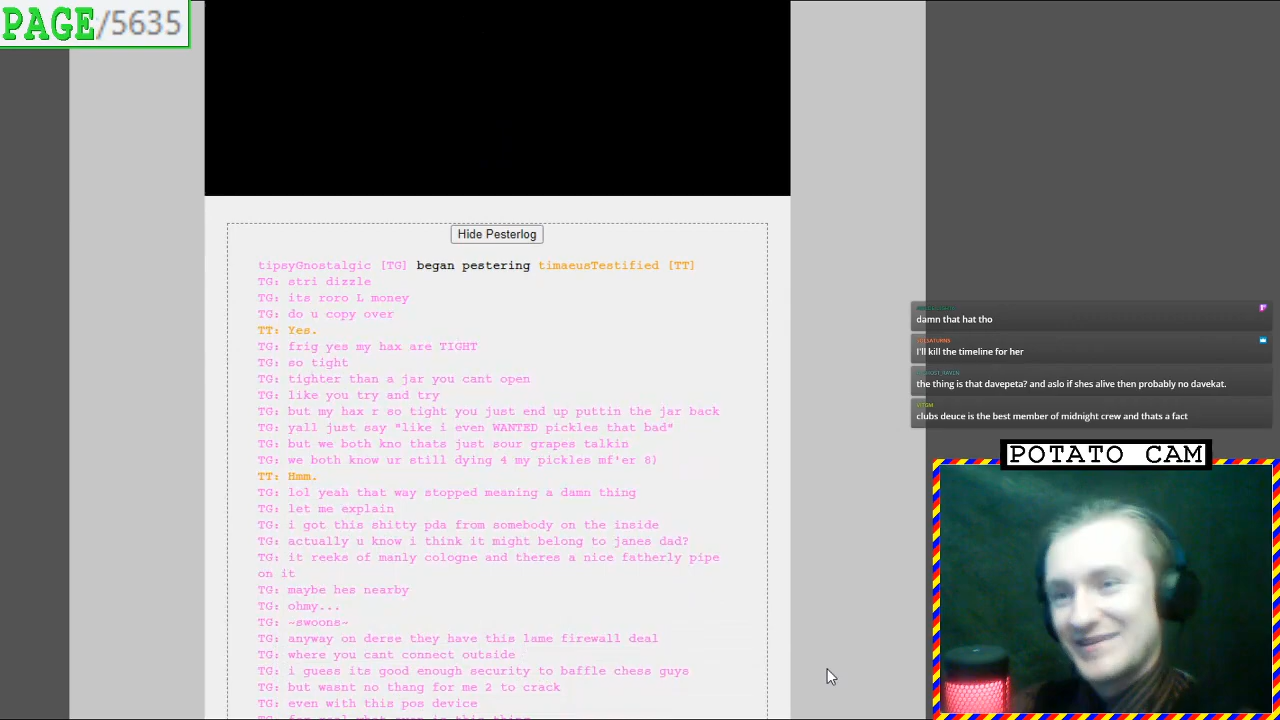 PAGE/5635
Hide Pesterlog
tipsyGnostalgic [TG] began pestering timaeusTestified [TT]
TG: stri dizzle
TG: its roro L money
TG: do u copy over
TT: Yes.
TG: frig yes my hax are TIGHT
TG: so tight
TG: tighter than a jar you cant open
TG: like you try and try
TG: but my hax r so tight you just end up puttin the jar back
TG: yall just say "like i even WANTED pickles that bad"
TG: but we both kno thats just sour grapes talkin
TG: we both know ur still dying 4 my pickles mf'er 8)
TT: Hmm.
TG: lol yeah that way stopped meaning a damn thing
TG: let me explain
TG: i got this shitty pda from somebody on the inside
TG: actually u know i think it might belong to janes dad?
TG: it reeks of manly cologne and theres a nice fatherly pipe
on it
TG: maybe hes nearby
TG: ohmy...
TG: ~swoons~
TG: anyway on derse they have this lame firewall deal
TG: where you cant connect outside
TG: i guess its good enough security to baffle chess guys
TG: but wasnt no thang for me 2 to crack
TG: even with this pos device
TG: for real what even is this thing
damn that hat tho
I'll kill the timeline for her
the thing is that davepeta? and aslo if shes alive then probably no davekat.
clubs deuce is the best member of midnight crew and thats a fact
POTATO CAM